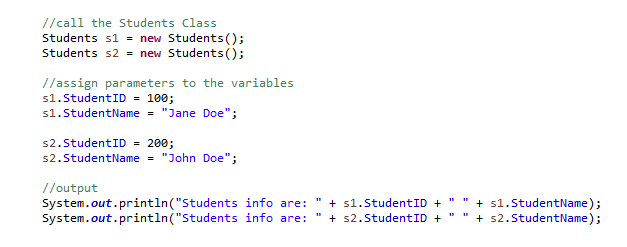 //call the Students Class
Students s1 = new Students();
Students s2 = new Students();
//assign parameters to the variables
s1.StudentID = 100;
s1.StudentName = "Jane Doe";
s2.StudentID = 200;
s2.StudentName = "John Doe";
//output
System.out.println("Students info are: " + s1.StudentID + " " + s1.StudentName);
System.out.println("Students info are: " + s2.StudentID + " " + s2.StudentName);